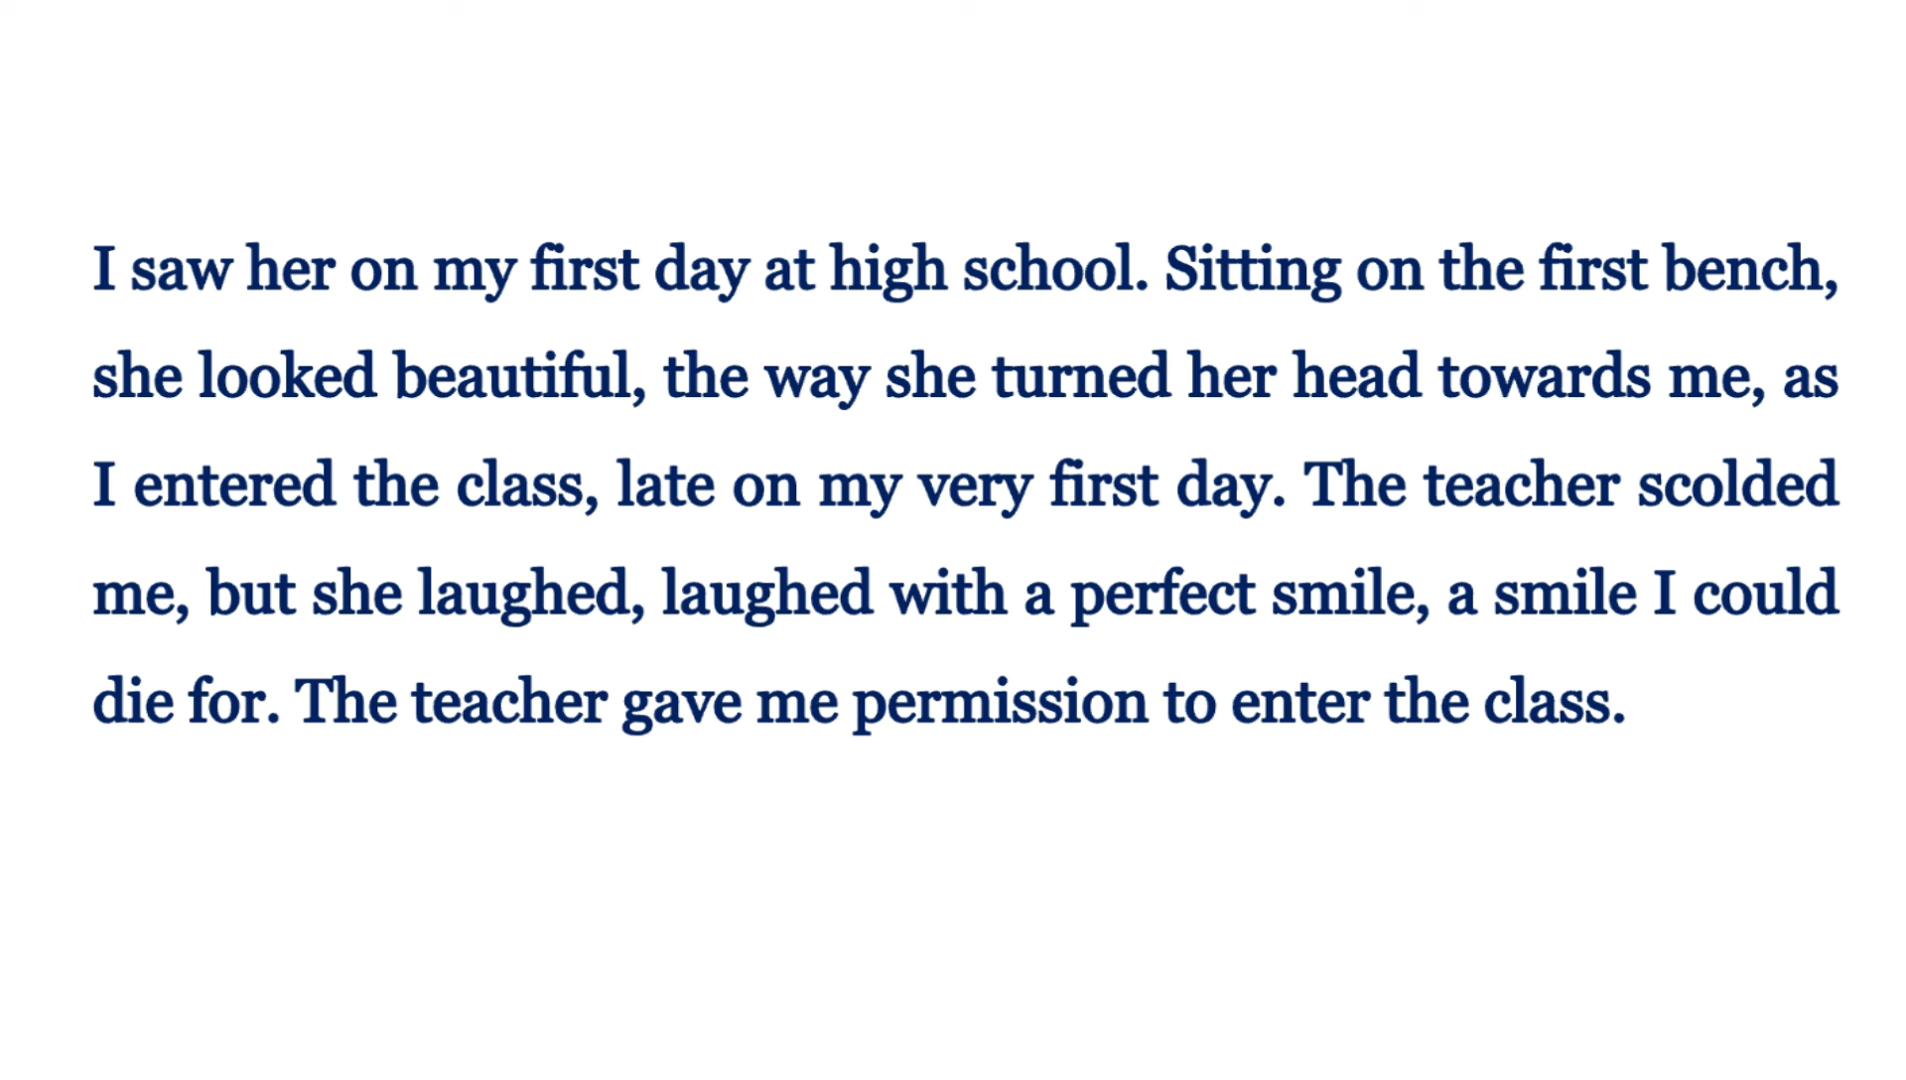 I saw her on my first day at high school. Sitting on the first bench,
she looked beautiful, the way she turned her head towards me, as
I entered the class, late on my very first day. The teacher scolded
me, but she laughed, laughed with a perfect smile, a smile I could
die for. The teacher gave me permission to enter the class.